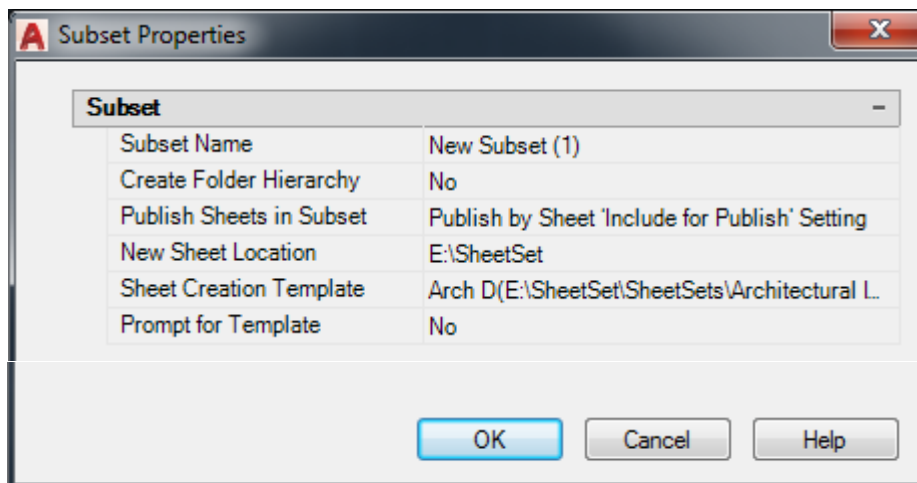 Subset Properties
Subset
Subset Name New Subset (1)
Create Folder Hierarchy No
Publish Sheets in Subset Publish by Sheet 'Include for Publish' Setting
New Sheet Location E:\SheetSet
Sheet Creation Template Arch D(E:\SheetSet\SheetSets\Architectural I...
Prompt for Template No
OK Cancel Help